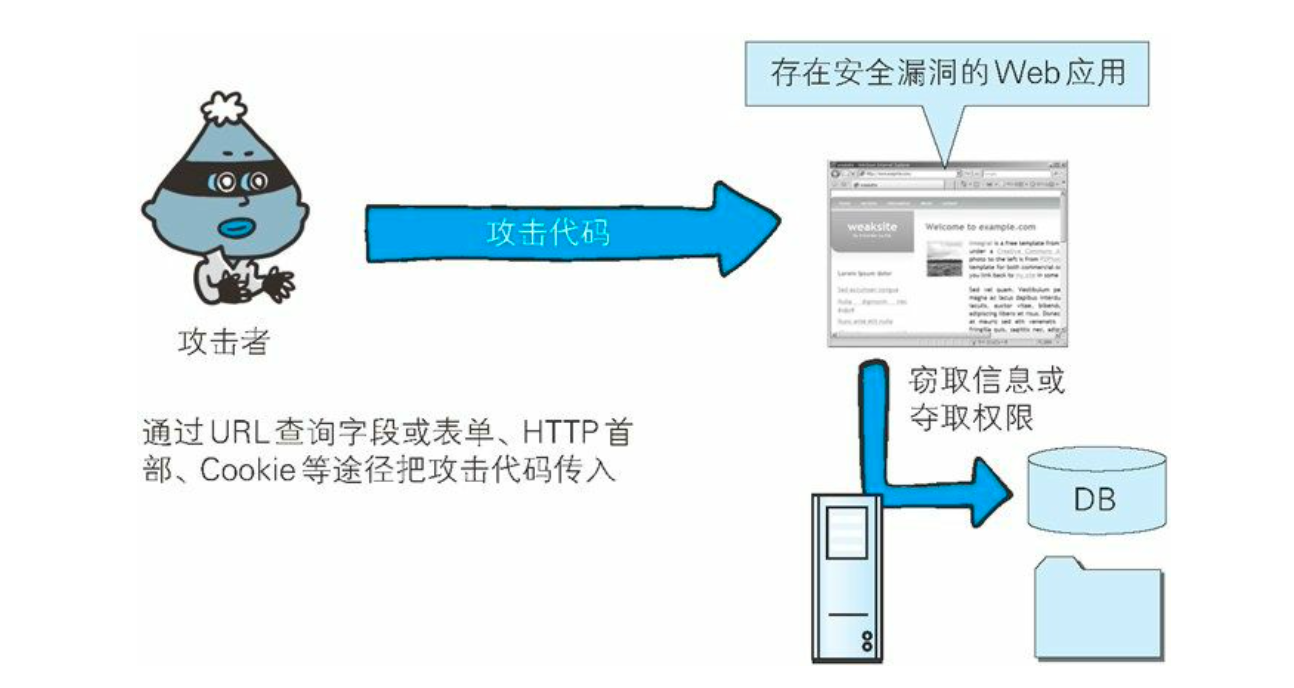 存在安全漏洞的Web应用
攻击代码
攻击者
weaksite
Welcome to example.com
Lorem ipsum dolor
窃取信息或
夺取权限
通过URL查询字段或表单、HTTP首
部、Cookie等途径把攻击代码传入
DB